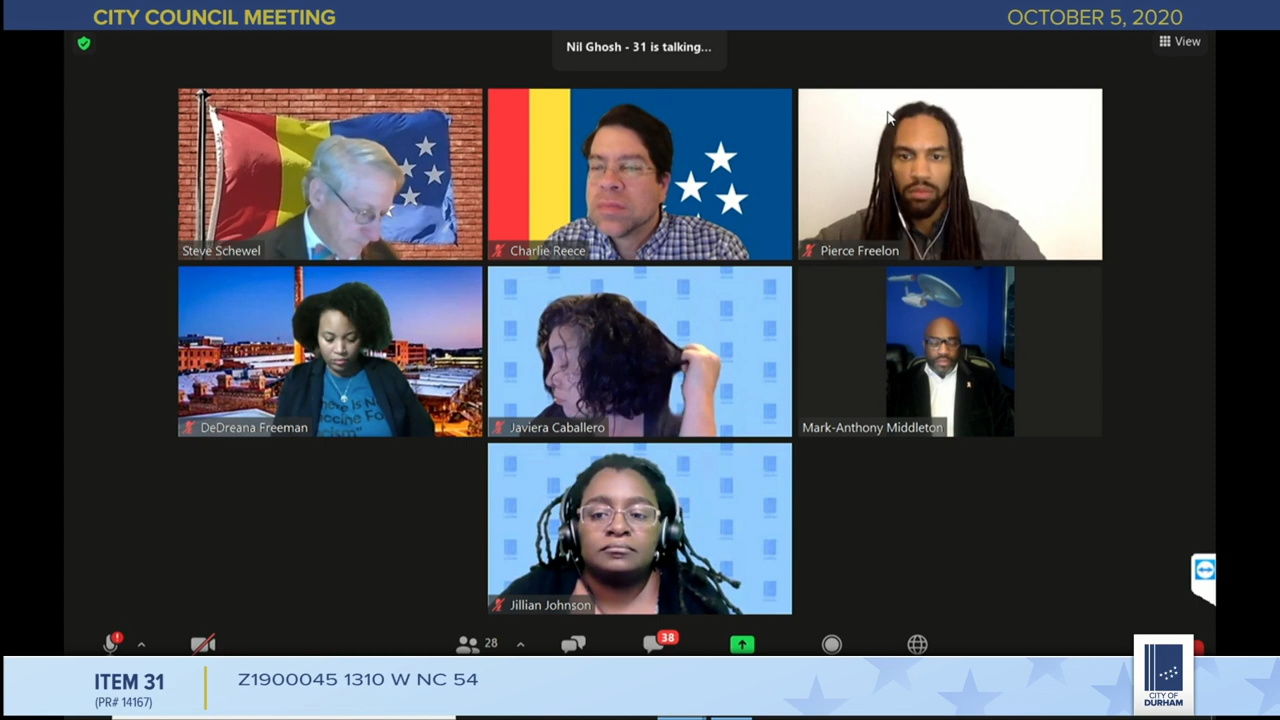 CITY COUNCIL MEETING
OCTOBER 5, 2020
Nil Ghosh - 31 is talking...
View
Steve Schewel
Charlie Reece
Pierce Freelon
DeDreana Freeman
Javiera Caballero
Mark-Anthony Middleton
Jillian Johnson
28
38
ITEM 31
(PR# 14167)
Z1900045 1310 W NC 54
CITY OF
DURHAM